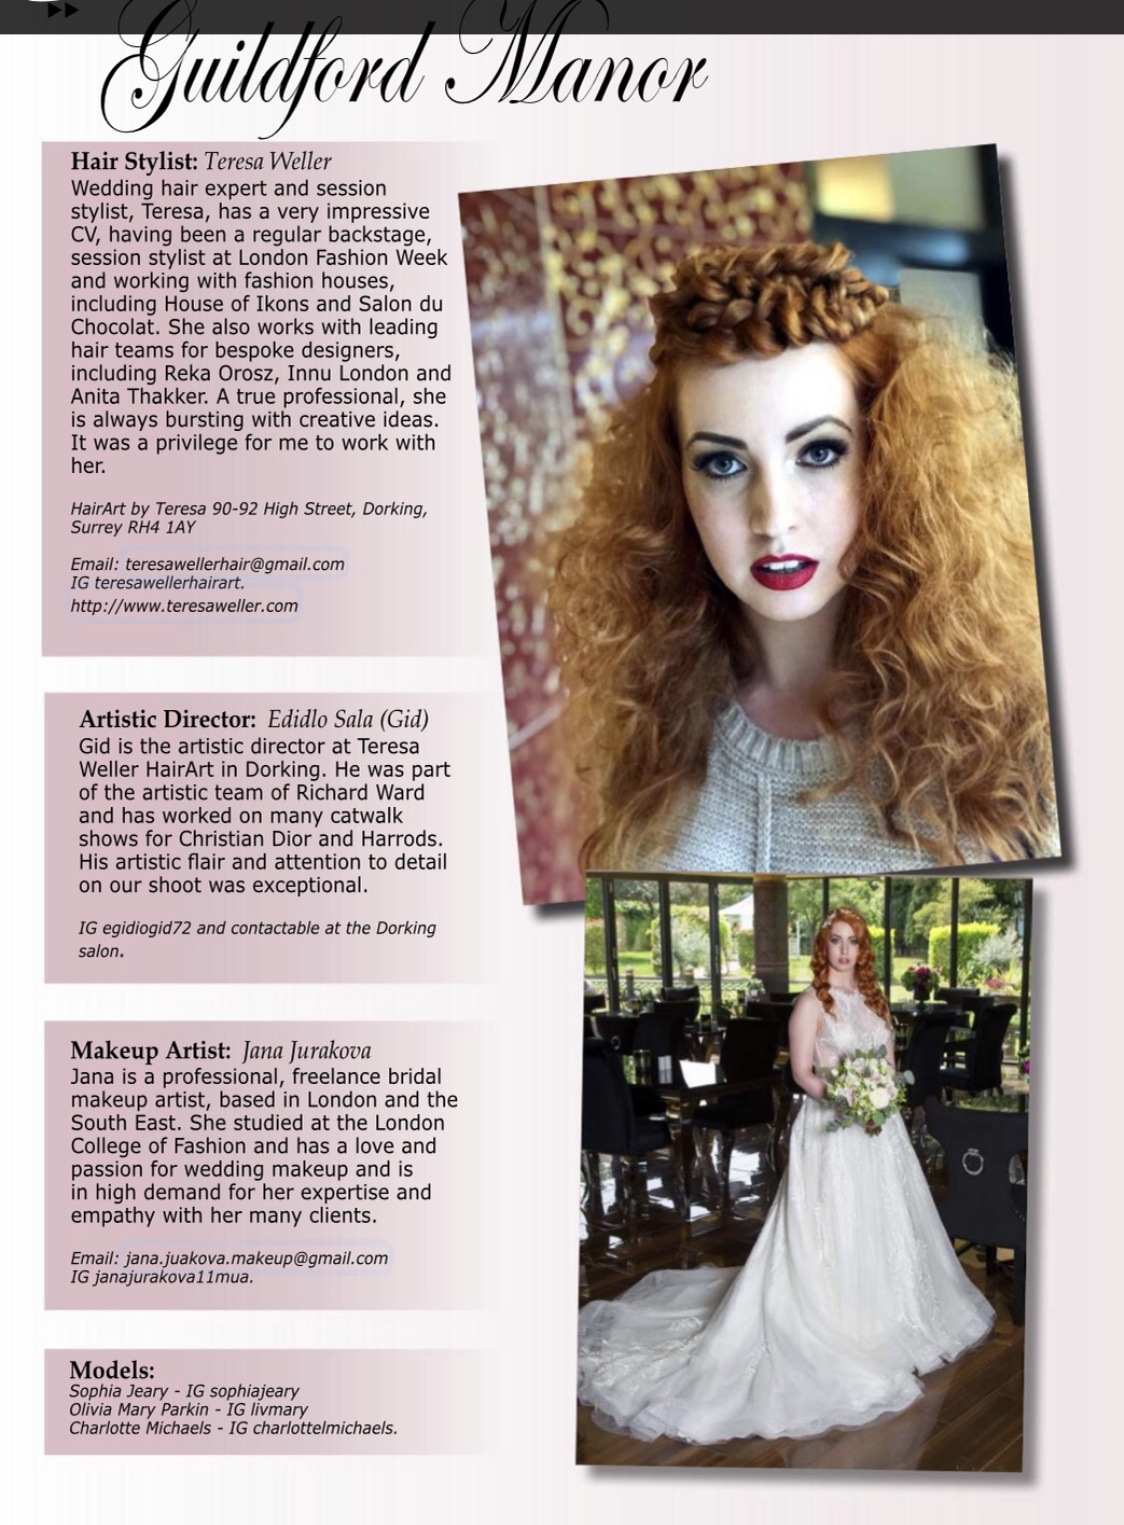 Guildford Manor
Hair Stylist: Teresa Weller
Wedding hair expert and session
stylist, Teresa, has a very impressive
CV, having been a regular backstage,
session stylist at London Fashion Week
and working with fashion houses,
including House of Ikons and Salon du
Chocolat. She also works with leading
hair teams for bespoke designers,
including Reka Orosz, Innu London and
Anita Thakker. A true professional, she
is always bursting with creative ideas.
It was a privilege for me to work with
her.
HairArt by Teresa 90-92 High Street, Dorking,
Surrey RH4 1AY
Email: teresawellerhair@gmail.com
IG teresawellerhairart.
http://www.teresaweller.com
Artistic Director: Edidlo Sala (Gid)
Gid is the artistic director at Teresa
Weller HairArt in Dorking. He was part
of the artistic team of Richard Ward
and has worked on many catwalk
shows for Christian Dior and Harrods.
His artistic flair and attention to detail
on our shoot was exceptional.
IG egidiogid72 and contactable at the Dorking
salon.
Makeup Artist: Jana Jurakova
Jana is a professional, freelance bridal
makeup artist, based in London and the
South East. She studied at the London
College of Fashion and has a love and
passion for wedding makeup and is
in high demand for her expertise and
empathy with her many clients.
Email: jana.juakova.makeup@gmail.com
IG janajurakova11mua.
Models:
Sophia Jeary - IG sophiajeary
Olivia Mary Parkin - IG livmary
Charlotte Michaels - IG charlottelmichaels.